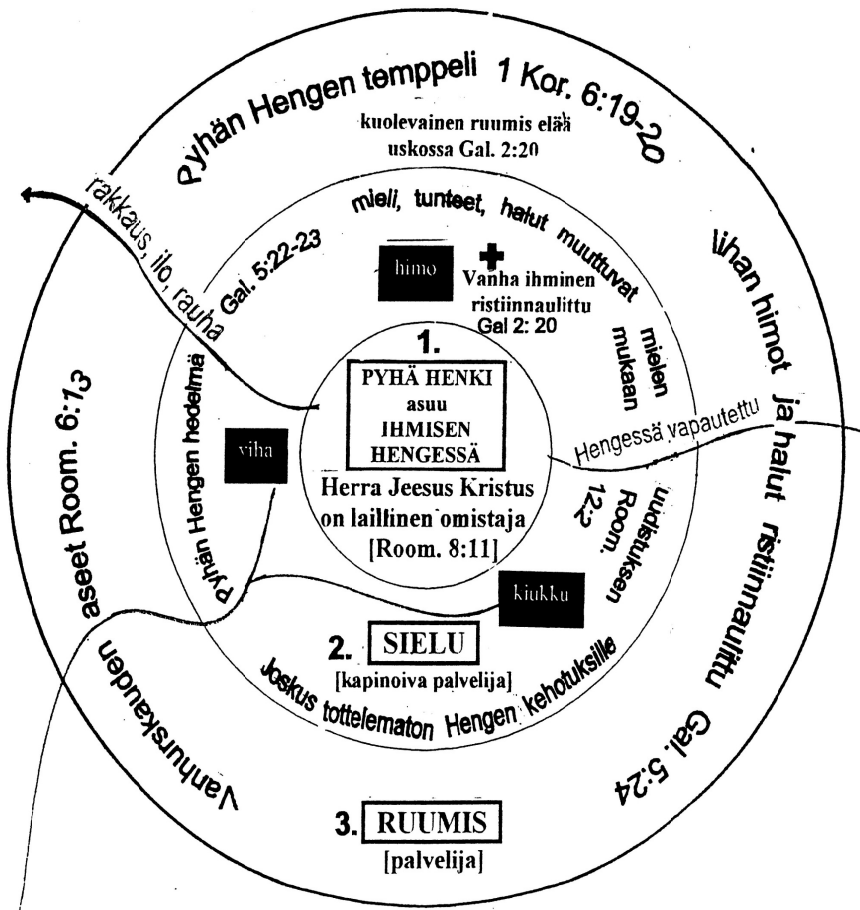 Pyhän Hengen temppeli 1 Kor. 6:19-20
kuolevainen ruumis elää
uskossa Gal. 2:20
rakkaus, ilo, rauha
mieli, tunteet, halut muuttuvat
mielen
mukaan
uudistuksen
Room.
12:2
Gal. 5:22-23
himo
Vanha ihminen
ristiinnaulittu
Gal 2: 20
lihan himot ja halut ristiinnaulittu Gal. 5:24
1.
PYHÄ HENKI
asuu
IHMISEN
HENGESSÄ
Herra Jeesus Kristus
on laillinen omistaja
[Room. 8:11]
Hengessä vapautettu
viha
Pyhän Hengen hedelmä
kiukku
2. SIELU
[kapinoiva palvelija]
Joskus tottelematon Hengen kehotuksille
Vanhurskauden aseet Room. 6:13
3. RUUMIS
[palvelija]